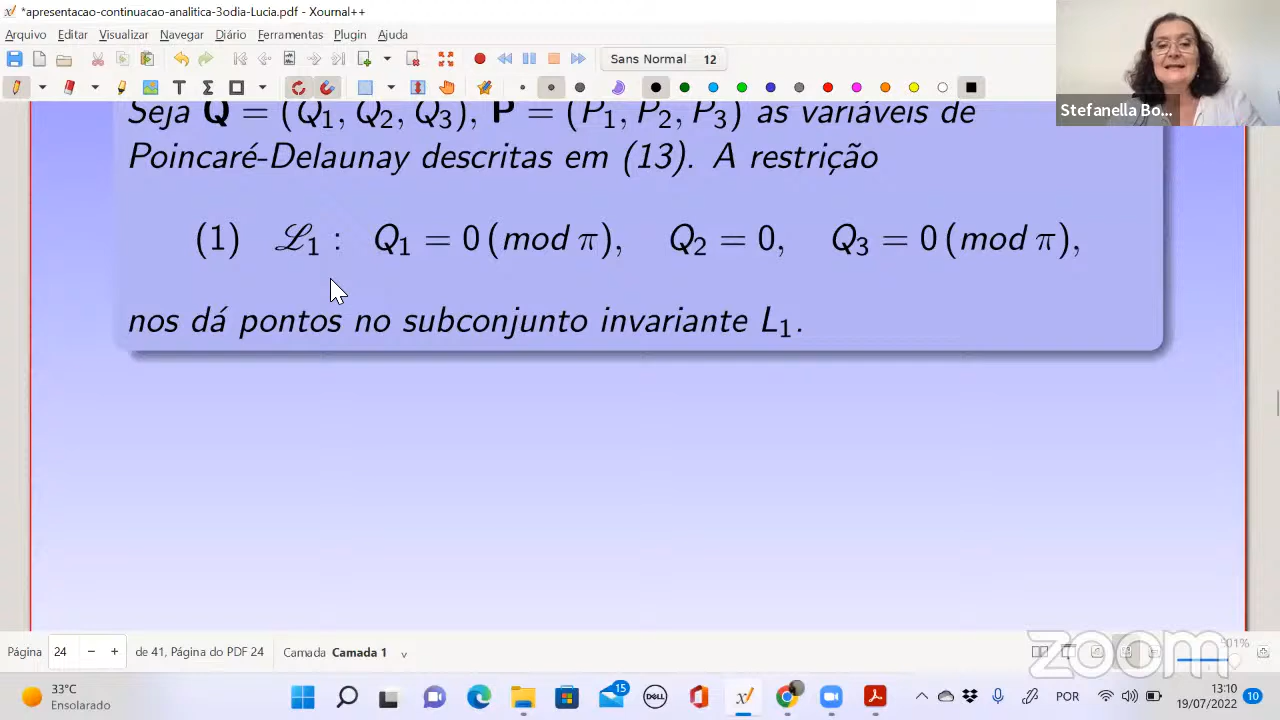 *apresentacao-continuacao-analitica-3odia-Lucia.pdf - Xournal++
Arquivo Editar Visualizar Navegar Diário Ferramentas Plugin Ajuda
Sans Normal 12
Stefanella Bo...
Seja Q = (Q₁, Q₂, Q₃), P = (P₁, P₂, P₃) as variáveis de
Poincaré-Delaunay descritas em (13). A restrição
(1) ℒ₁ : Q₁ = 0 (mod π), Q₂ = 0, Q₃ = 0 (mod π),
nos dá pontos no subconjunto invariante L₁.
Página 24 de 41, Página do PDF 24 Camada Camada 1
zoom
33°C
Ensolarado
15
DELL
POR
13:10
19/07/2022
10